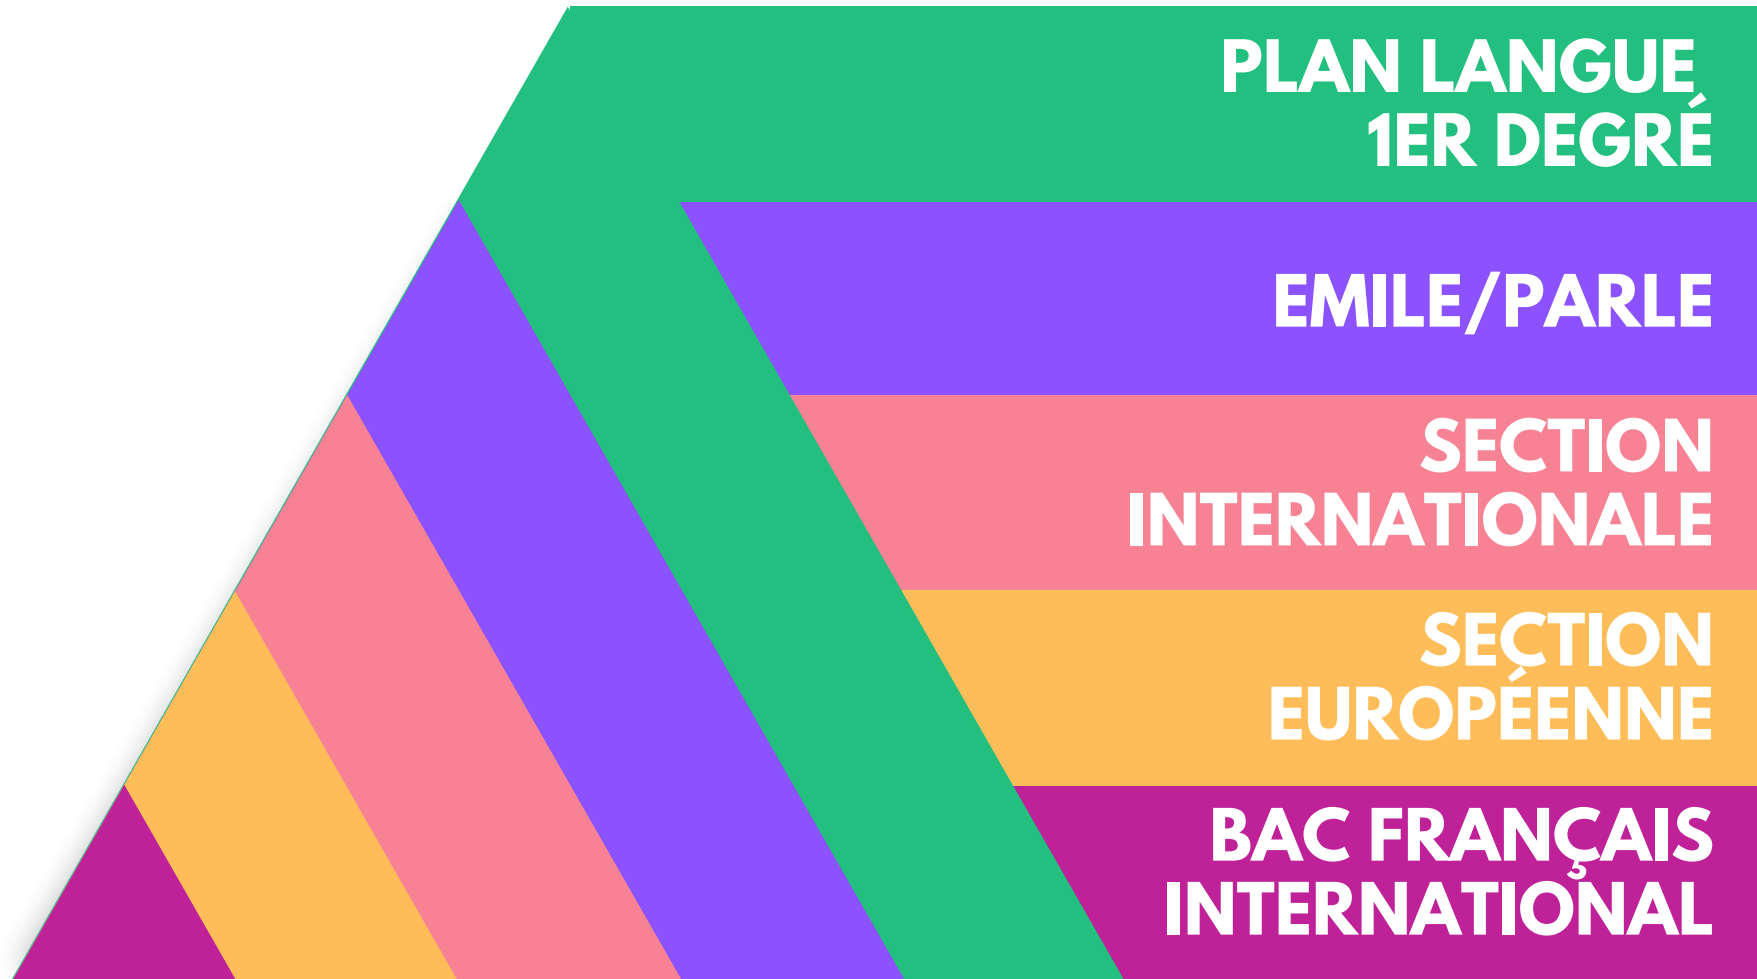 PLAN LANGUE
1ER DEGRÉ
EMILE/PARLE
SECTION
INTERNATIONALE
SECTION
EUROPÉENNE
BAC FRANÇAIS
INTERNATIONAL